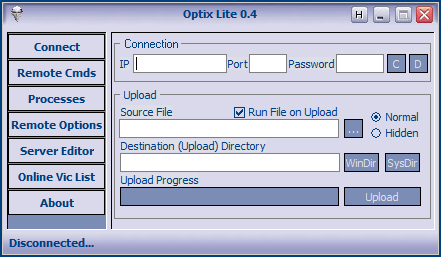 Optix Lite 0.4
H
Connect
Remote Cmds
Processes
Remote Options
Server Editor
Online Vic List
About
Connection
IP Port Password C D
Upload
Source File Run File on Upload
... Normal
Hidden
Destination (Upload) Directory
WinDir SysDir
Upload Progress
Upload
Disconnected...